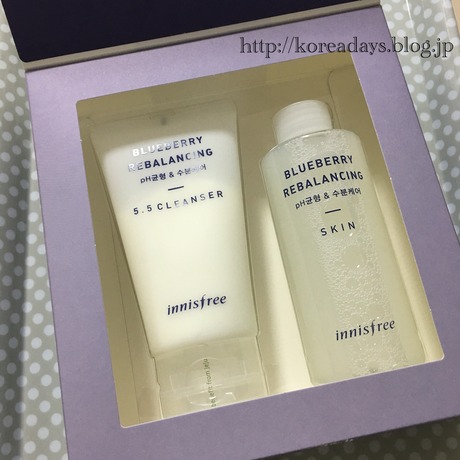 http://koreadays.blog.jp
BLUEBERRY
REBALANCING
pH균형 & 수분케어
5.5 CLEANSER
innisfree
BLUEBERRY
REBALANCING
pH균형 & 수분케어
SKIN
innisfree